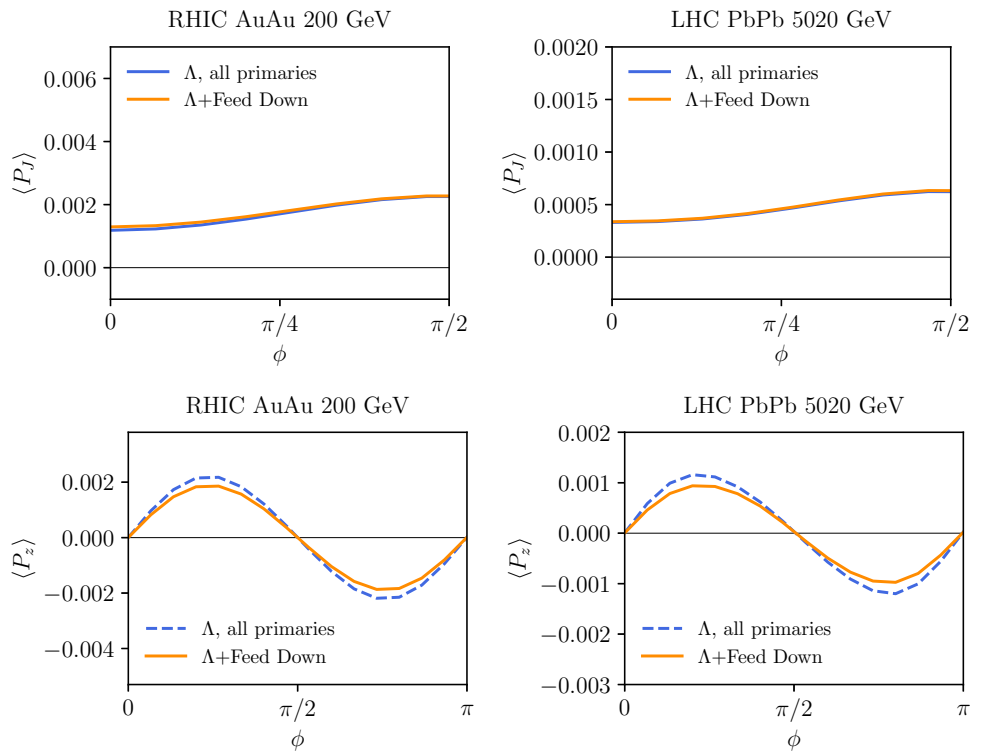 RHIC AuAu 200 GeV
⟨P_J⟩
0.006
0.004
0.002
0.000
Λ, all primaries
Λ+Feed Down
0
π/4
π/2
ϕ
LHC PbPb 5020 GeV
⟨P_J⟩
0.0020
0.0015
0.0010
0.0005
0.0000
Λ, all primaries
Λ+Feed Down
0
π/4
π/2
ϕ
RHIC AuAu 200 GeV
⟨P_z⟩
0.002
0.000
−0.002
−0.004
Λ, all primaries
Λ+Feed Down
0
π/2
π
ϕ
LHC PbPb 5020 GeV
⟨P_z⟩
0.002
0.001
0.000
−0.001
−0.002
−0.003
Λ, all primaries
Λ+Feed Down
0
π/2
π
ϕ